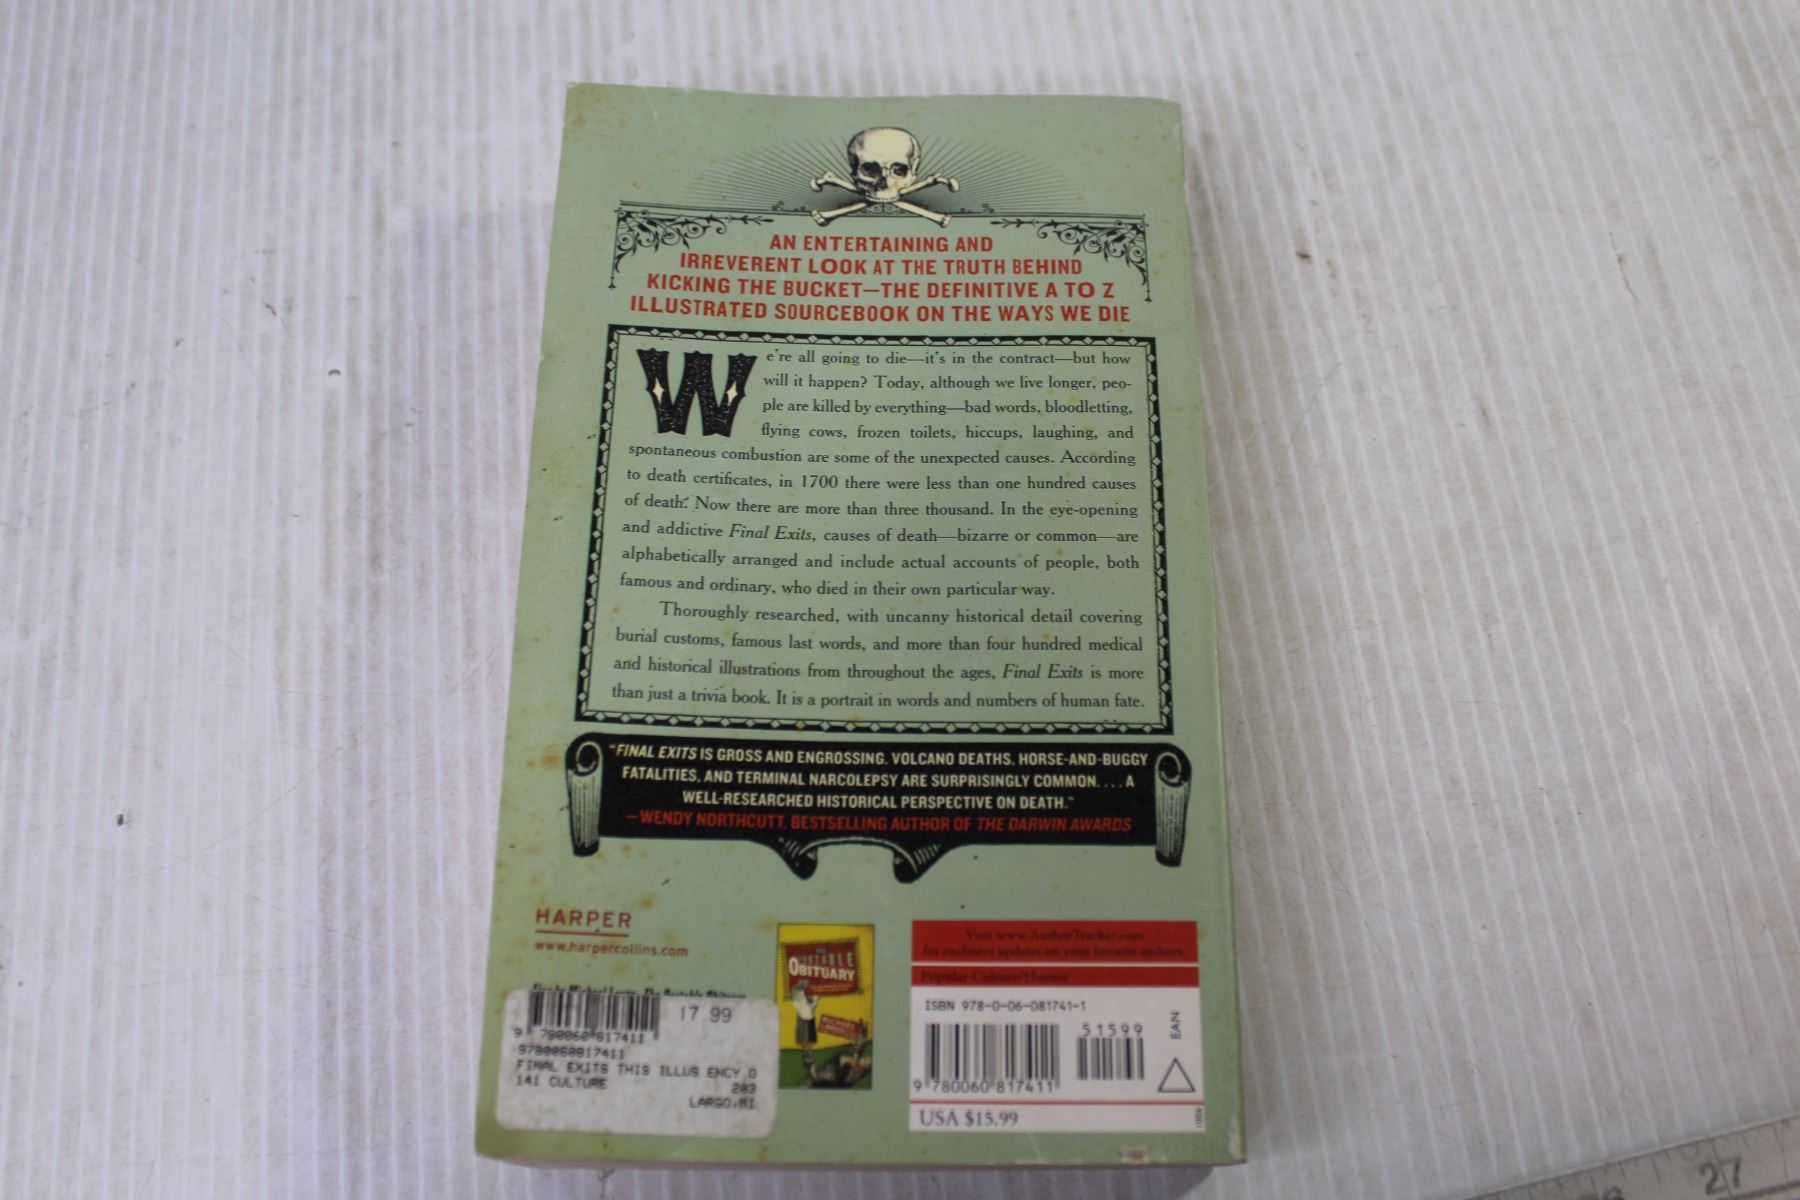 AN ENTERTAINING AND
IRREVERENT LOOK AT THE TRUTH BEHIND
KICKING THE BUCKET—THE DEFINITIVE A TO Z
ILLUSTRATED SOURCEBOOK ON THE WAYS WE DIE
We're all going to die—it's in the contract—but how
will it happen? Today, although we live longer, peo-
ple are killed by everything—bad words, bloodletting,
flying cows, frozen toilets, hiccups, laughing, and
spontaneous combustion are some of the unexpected causes. According
to death certificates, in 1700 there were less than one hundred causes
of death. Now there are more than three thousand. In the eye-opening
and addictive Final Exits, causes of death—bizarre or common—are
alphabetically arranged and include actual accounts of people, both
famous and ordinary, who died in their own particular way.
Thoroughly researched, with uncanny historical detail covering
burial customs, famous last words, and more than four hundred medical
and historical illustrations from throughout the ages, Final Exits is more
than just a trivia book. It is a portrait in words and numbers of human fate.
"FINAL EXITS IS GROSS AND ENGROSSING. VOLCANO DEATHS, HORSE-AND-BUGGY
FATALITIES, AND TERMINAL NARCOLEPSY ARE SURPRISINGLY COMMON. . . . A
WELL-RESEARCHED HISTORICAL PERSPECTIVE ON DEATH."
—WENDY NORTHCUTT, BESTSELLING AUTHOR OF THE DARWIN AWARDS
HARPER
www.harpercollins.com
17.99
9 780060 817411
9780060817411
FINAL EXITS THIS ILLUS ENCY O
141 CULTURE 203
LARGO,MI
OBITUARY
MICHAEL
Visit www.AuthorTracker.com
for exclusive updates on your favorite authors.
Popular Culture/Humor
ISBN 978-0-06-081741-1
51599
EAN
9 780060 817411
USA $15.99
1006
27